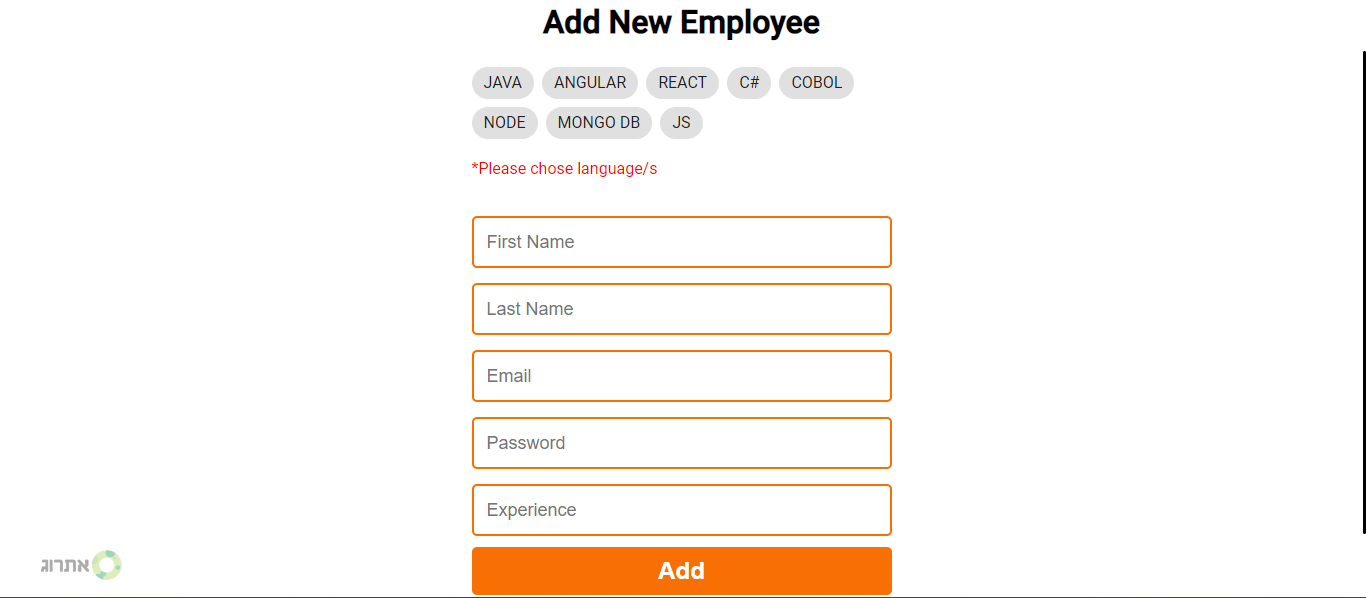 Add New Employee
JAVA ANGULAR REACT C# COBOL
NODE MONGO DB JS
*Please chose language/s
First Name
Last Name
Email
Password
Experience
Add
אתרוג